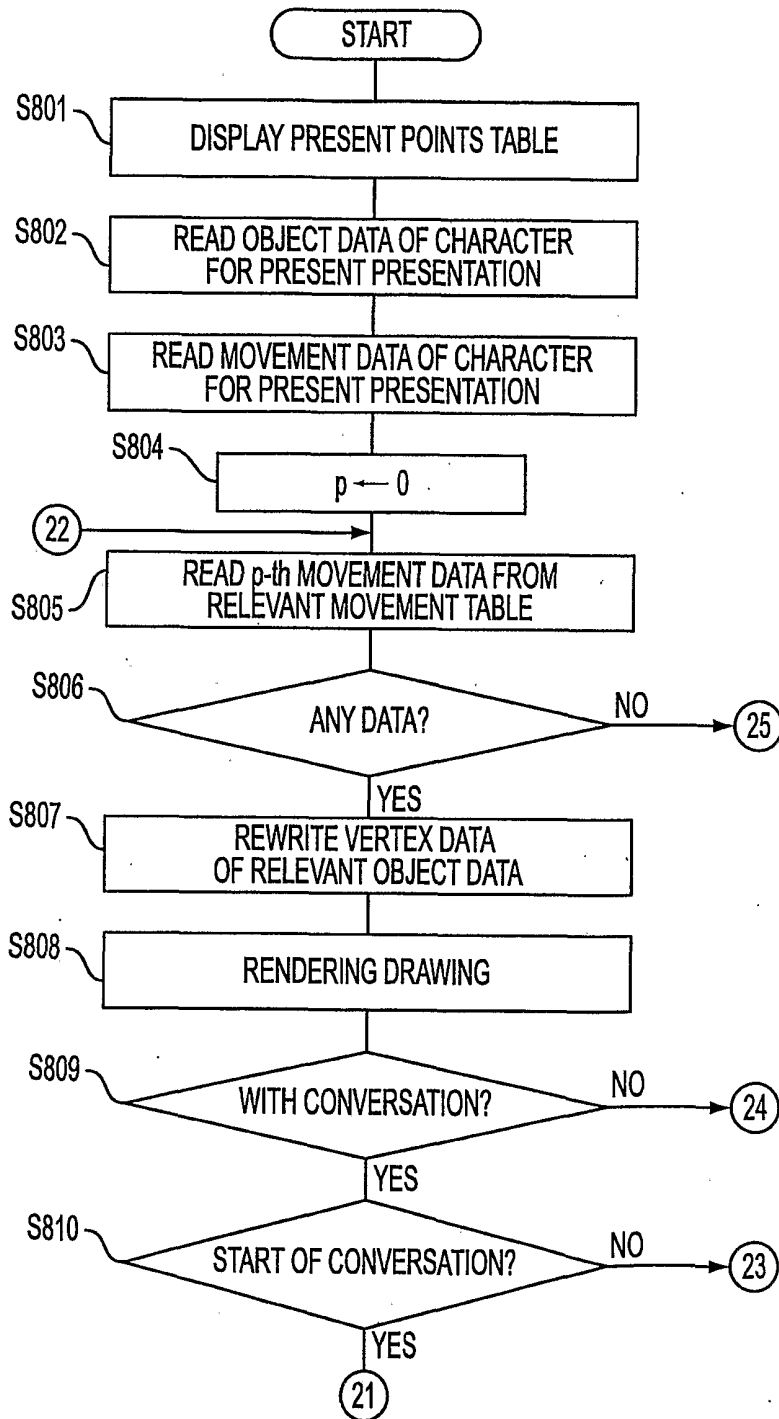 START
S801
DISPLAY PRESENT POINTS TABLE
S802
READ OBJECT DATA OF CHARACTER
FOR PRESENT PRESENTATION
S803
READ MOVEMENT DATA OF CHARACTER
FOR PRESENT PRESENTATION
S804
p ← 0
22
S805
READ p-th MOVEMENT DATA FROM
RELEVANT MOVEMENT TABLE
S806
ANY DATA?
NO
25
YES
S807
REWRITE VERTEX DATA
OF RELEVANT OBJECT DATA
S808
RENDERING DRAWING
S809
WITH CONVERSATION?
NO
24
YES
S810
START OF CONVERSATION?
NO
23
YES
21